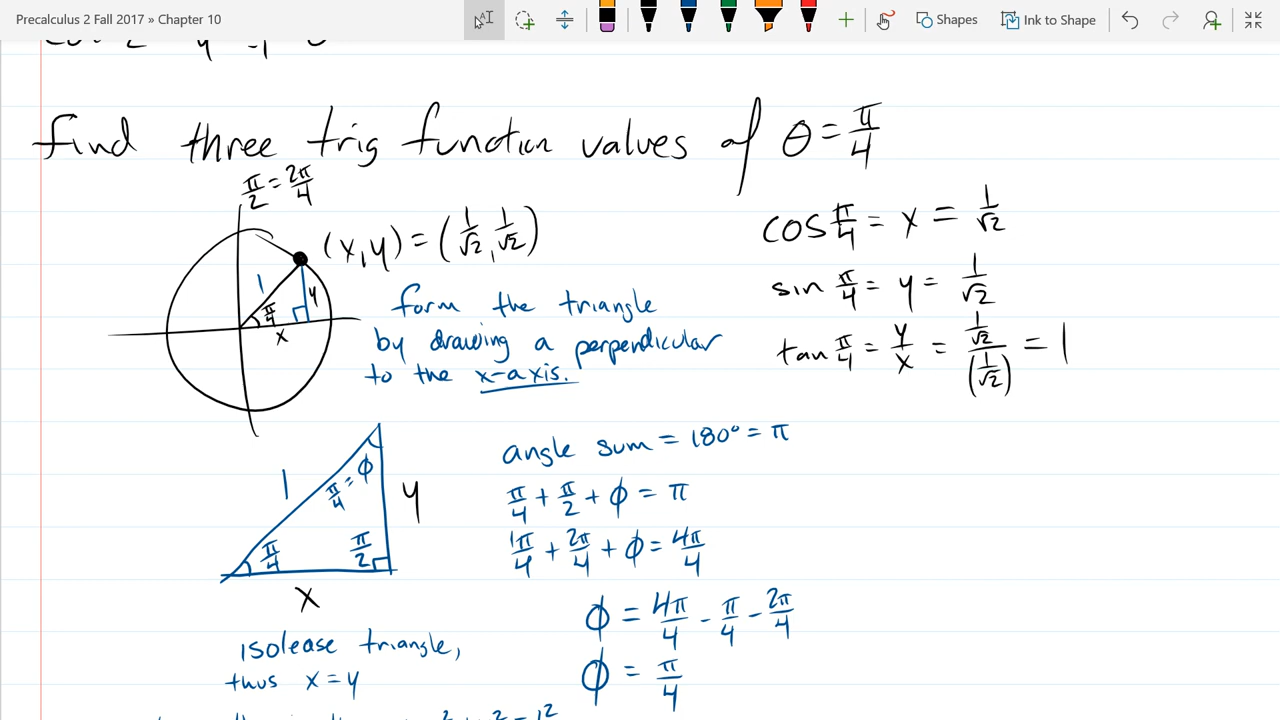 Precalculus 2 Fall 2017 » Chapter 10
Shapes
Ink to Shape
find three trig function values of θ = π/4
π/2 = 2π/4
(x,y) = (1/√2, 1/√2)
1
π/4
y
x
form the triangle
by drawing a perpendicular
to the x-axis.
cos π/4 = x = 1/√2
sin π/4 = y = 1/√2
tan π/4 = y/x = (1/√2)/(1/√2) = 1
1
π/4 = ϕ
y
π/4
π/2
x
isolease triangle,
thus x = y
angle sum = 180° = π
π/4 + π/2 + ϕ = π
1π/4 + 2π/4 + ϕ = 4π/4
ϕ = 4π/4 - π/4 - 2π/4
ϕ = π/4